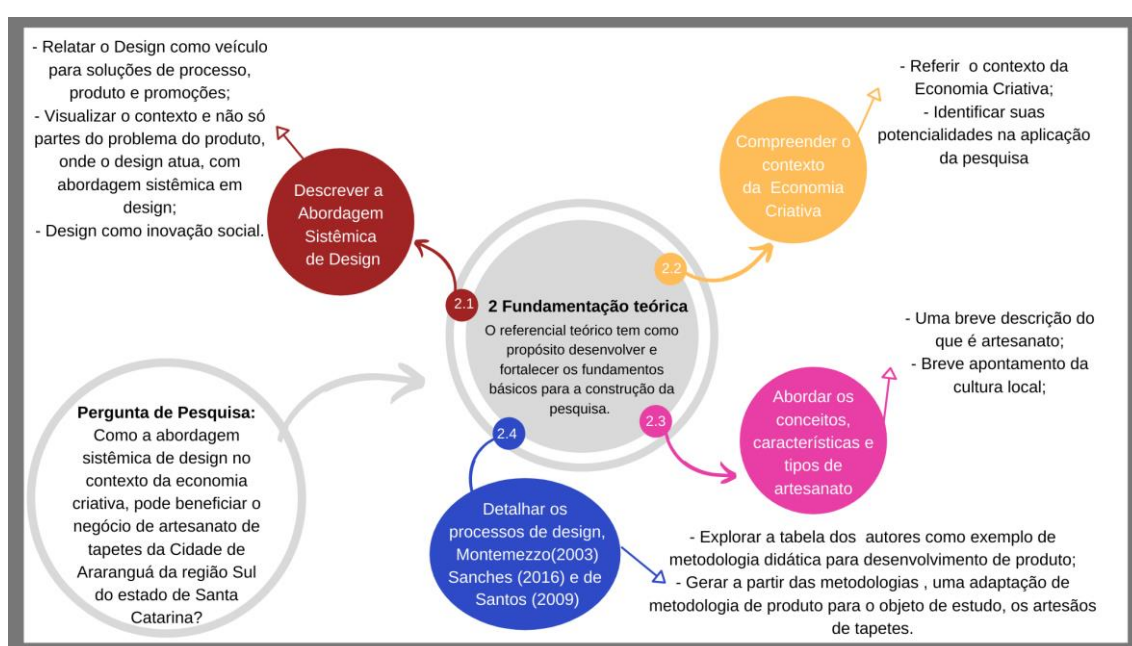 - Relatar o Design como veículo
para soluções de processo,
produto e promoções;
- Visualizar o contexto e não só
partes do problema do produto,
onde o design atua, com
abordagem sistêmica em
design;
- Design como inovação social.
Descrever a
Abordagem
Sistêmica
de Design
2.1
Compreender o
contexto
da Economia
Criativa
- Referir o contexto da
Economia Criativa;
- Identificar suas
potencialidades na aplicação
da pesquisa
2.2
2 Fundamentação teórica
O referencial teórico tem como
propósito desenvolver e
fortalecer os fundamentos
básicos para a construção da
pesquisa.
2.3
2.4
- Uma breve descrição do
que é artesanato;
- Breve apontamento da
cultura local;
Abordar os
conceitos,
características e
tipos de
artesanato
Pergunta de Pesquisa:
Como a abordagem
sistêmica de design no
contexto da economia
criativa, pode beneficiar o
negócio de artesanato de
tapetes da Cidade de
Araranguá da região Sul
do estado de Santa
Catarina?
Detalhar os
processos de design,
Montemezzo(2003)
Sanches (2016) e de
Santos (2009)
- Explorar a tabela dos autores como exemplo de
metodologia didática para desenvolvimento de produto;
- Gerar a partir das metodologias , uma adaptação de
metodologia de produto para o objeto de estudo, os artesãos
de tapetes.